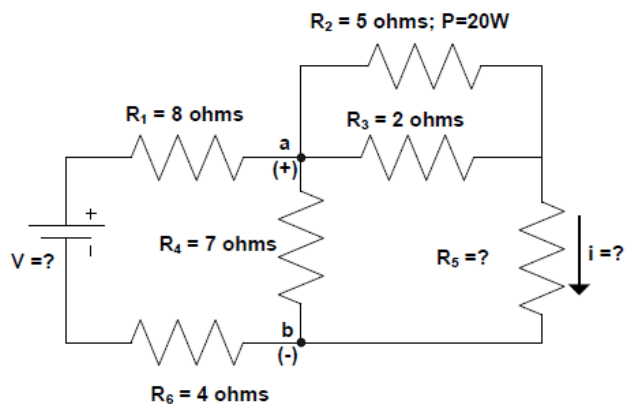 R₂ = 5 ohms; P=20W
R₁ = 8 ohms
R₃ = 2 ohms
a
(+)
+
V =?
R₄ = 7 ohms
R₅ =?
i =?
b
(-)
R₆ = 4 ohms